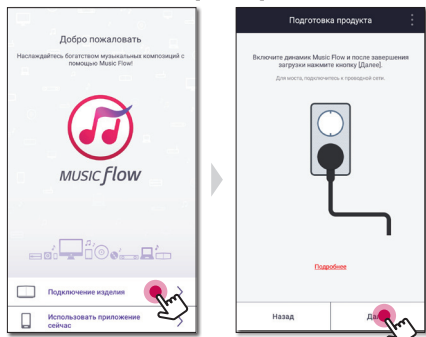 Добро пожаловать
Наслаждайтесь богатством музыкальных композиций с
помощью Music Flow!
MUSIC flow
Подключение изделия
Использовать приложение
сейчас
Подготовка продукта
Включите динамик Music Flow и после завершения
загрузки нажмите кнопку [Далее].
Для моста, подключитесь к проводной сети.
Подробнее
Назад